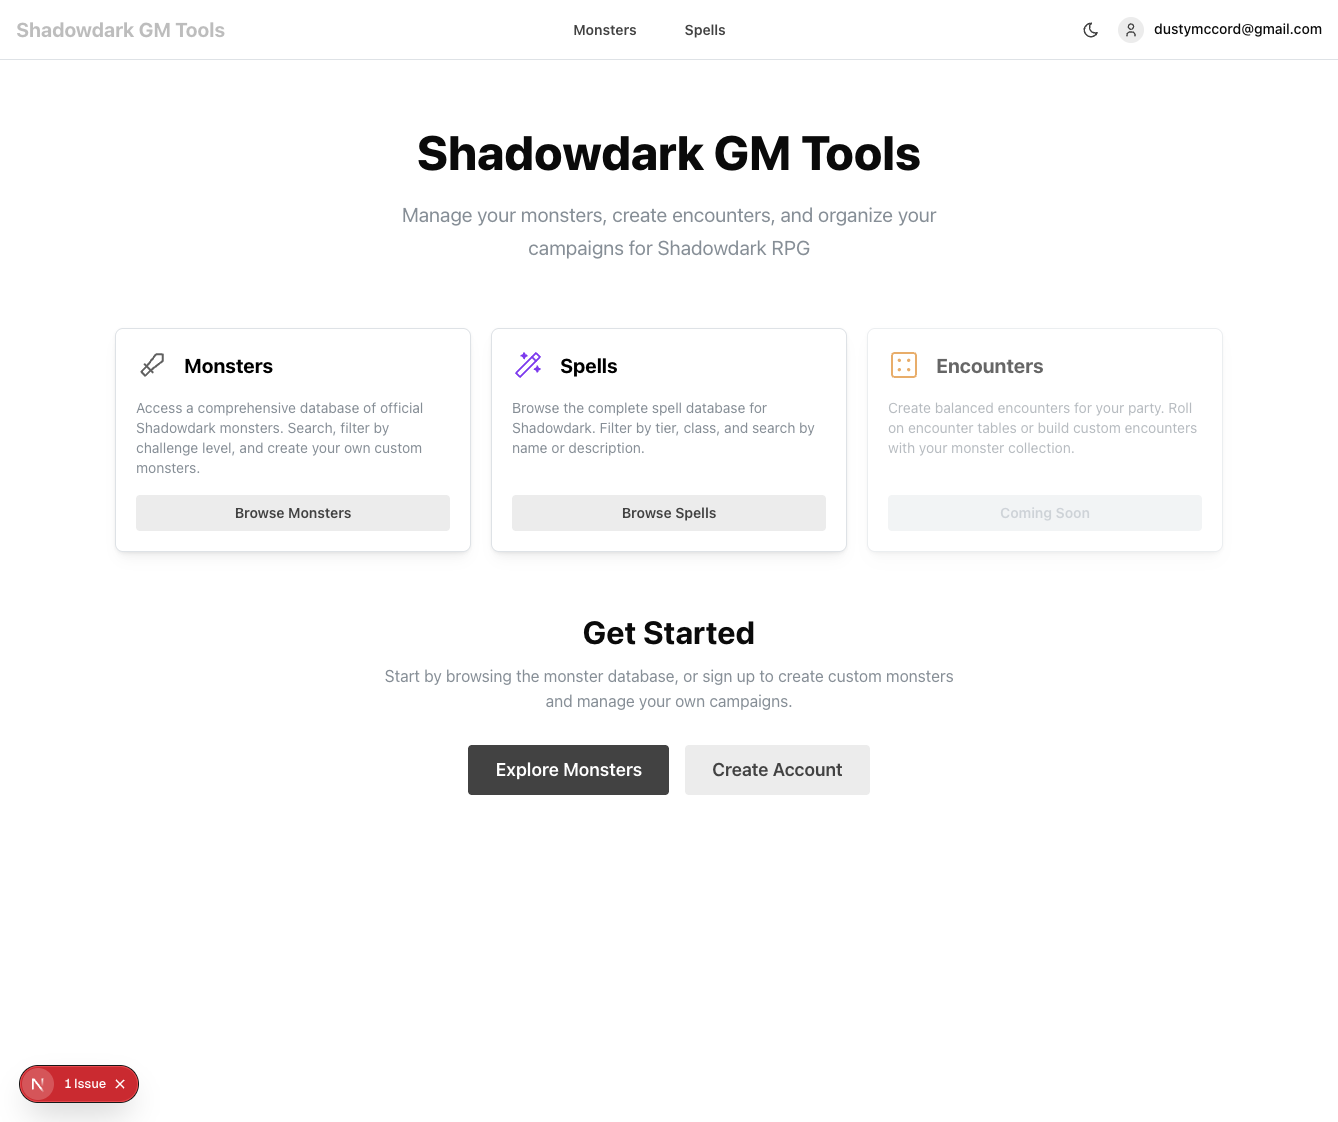 Shadowdark GM Tools
Monsters
Spells
dustymccord@gmail.com
Shadowdark GM Tools
Manage your monsters, create encounters, and organize your
campaigns for Shadowdark RPG
Monsters
Access a comprehensive database of official
Shadowdark monsters. Search, filter by
challenge level, and create your own custom
monsters.
Browse Monsters
Spells
Browse the complete spell database for
Shadowdark. Filter by tier, class, and search by
name or description.
Browse Spells
Encounters
Create balanced encounters for your party. Roll
on encounter tables or build custom encounters
with your monster collection.
Coming Soon
Get Started
Start by browsing the monster database, or sign up to create custom monsters
and manage your own campaigns.
Explore Monsters
Create Account
N
1 Issue